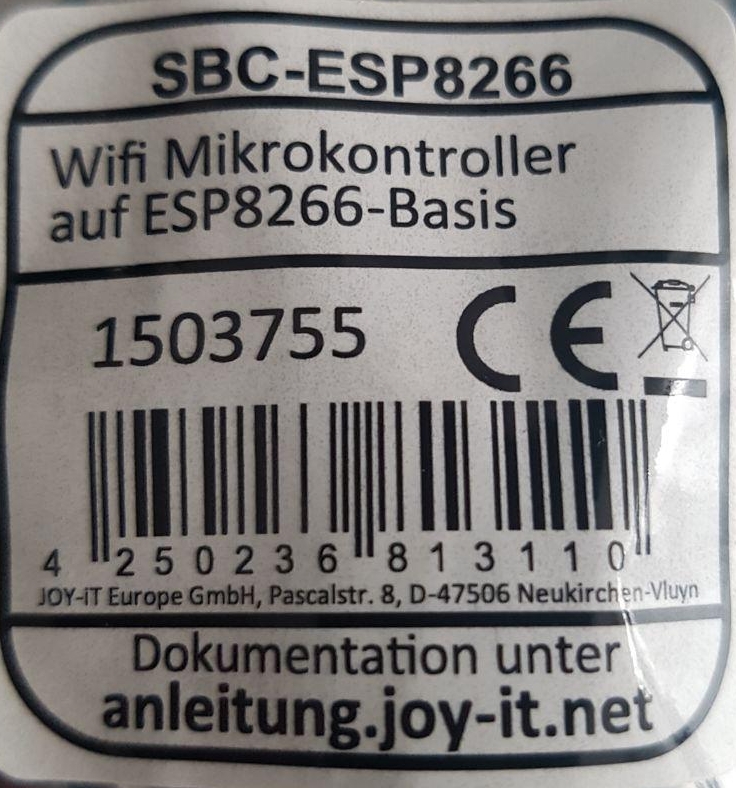 SBC-ESP8266
Wifi Mikrokontroller
auf ESP8266-Basis
1503755 CE
4 250236 813110
JOY-iT Europe GmbH, Pascalstr. 8, D-47506 Neukirchen-Vluyn
Dokumentation unter
anleitung.joy-it.net